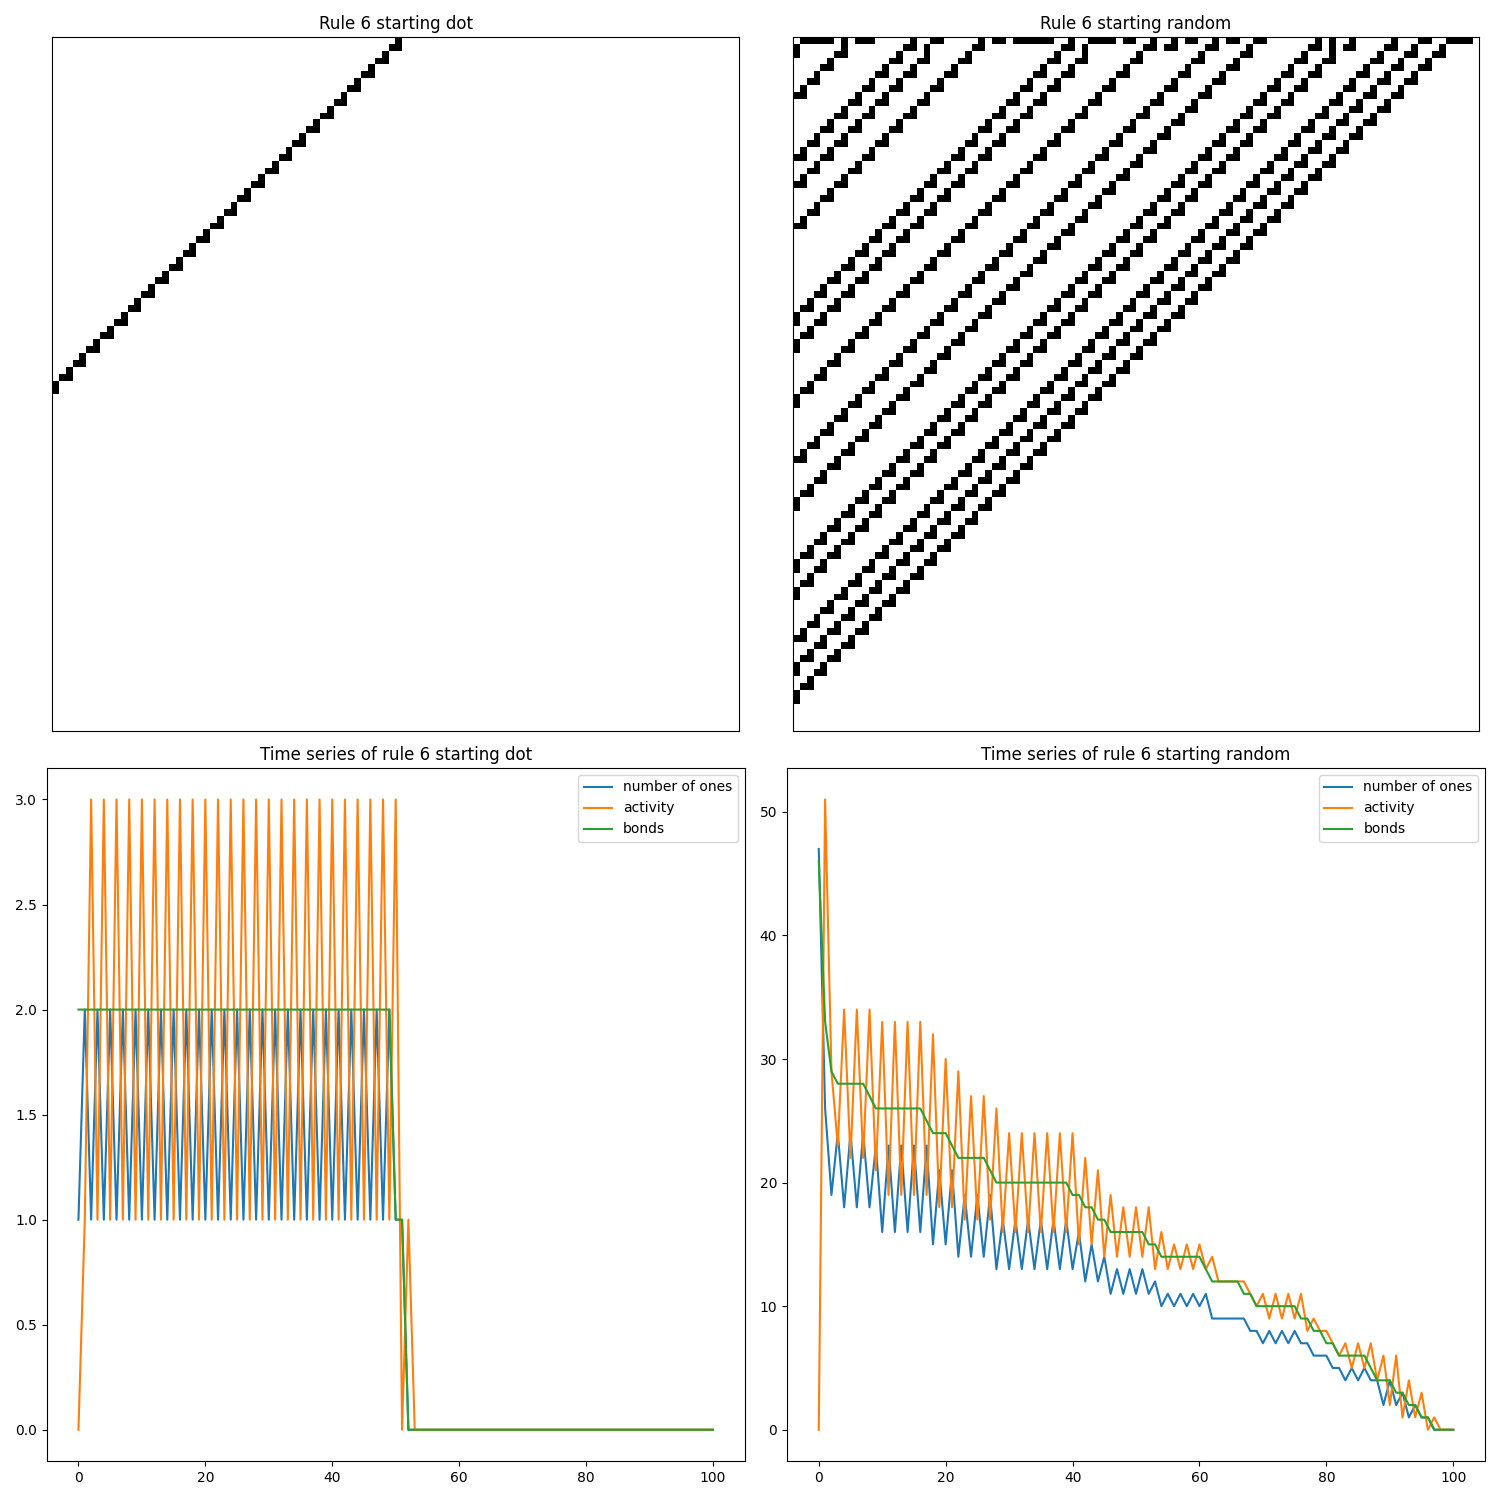 Rule 6 starting dot
Rule 6 starting random
Time series of rule 6 starting dot
3.0
2.5
2.0
1.5
1.0
0.5
0.0
number of ones
activity
bonds
0 20 40 60 80 100
Time series of rule 6 starting random
50
40
30
20
10
0
number of ones
activity
bonds
0 20 40 60 80 100